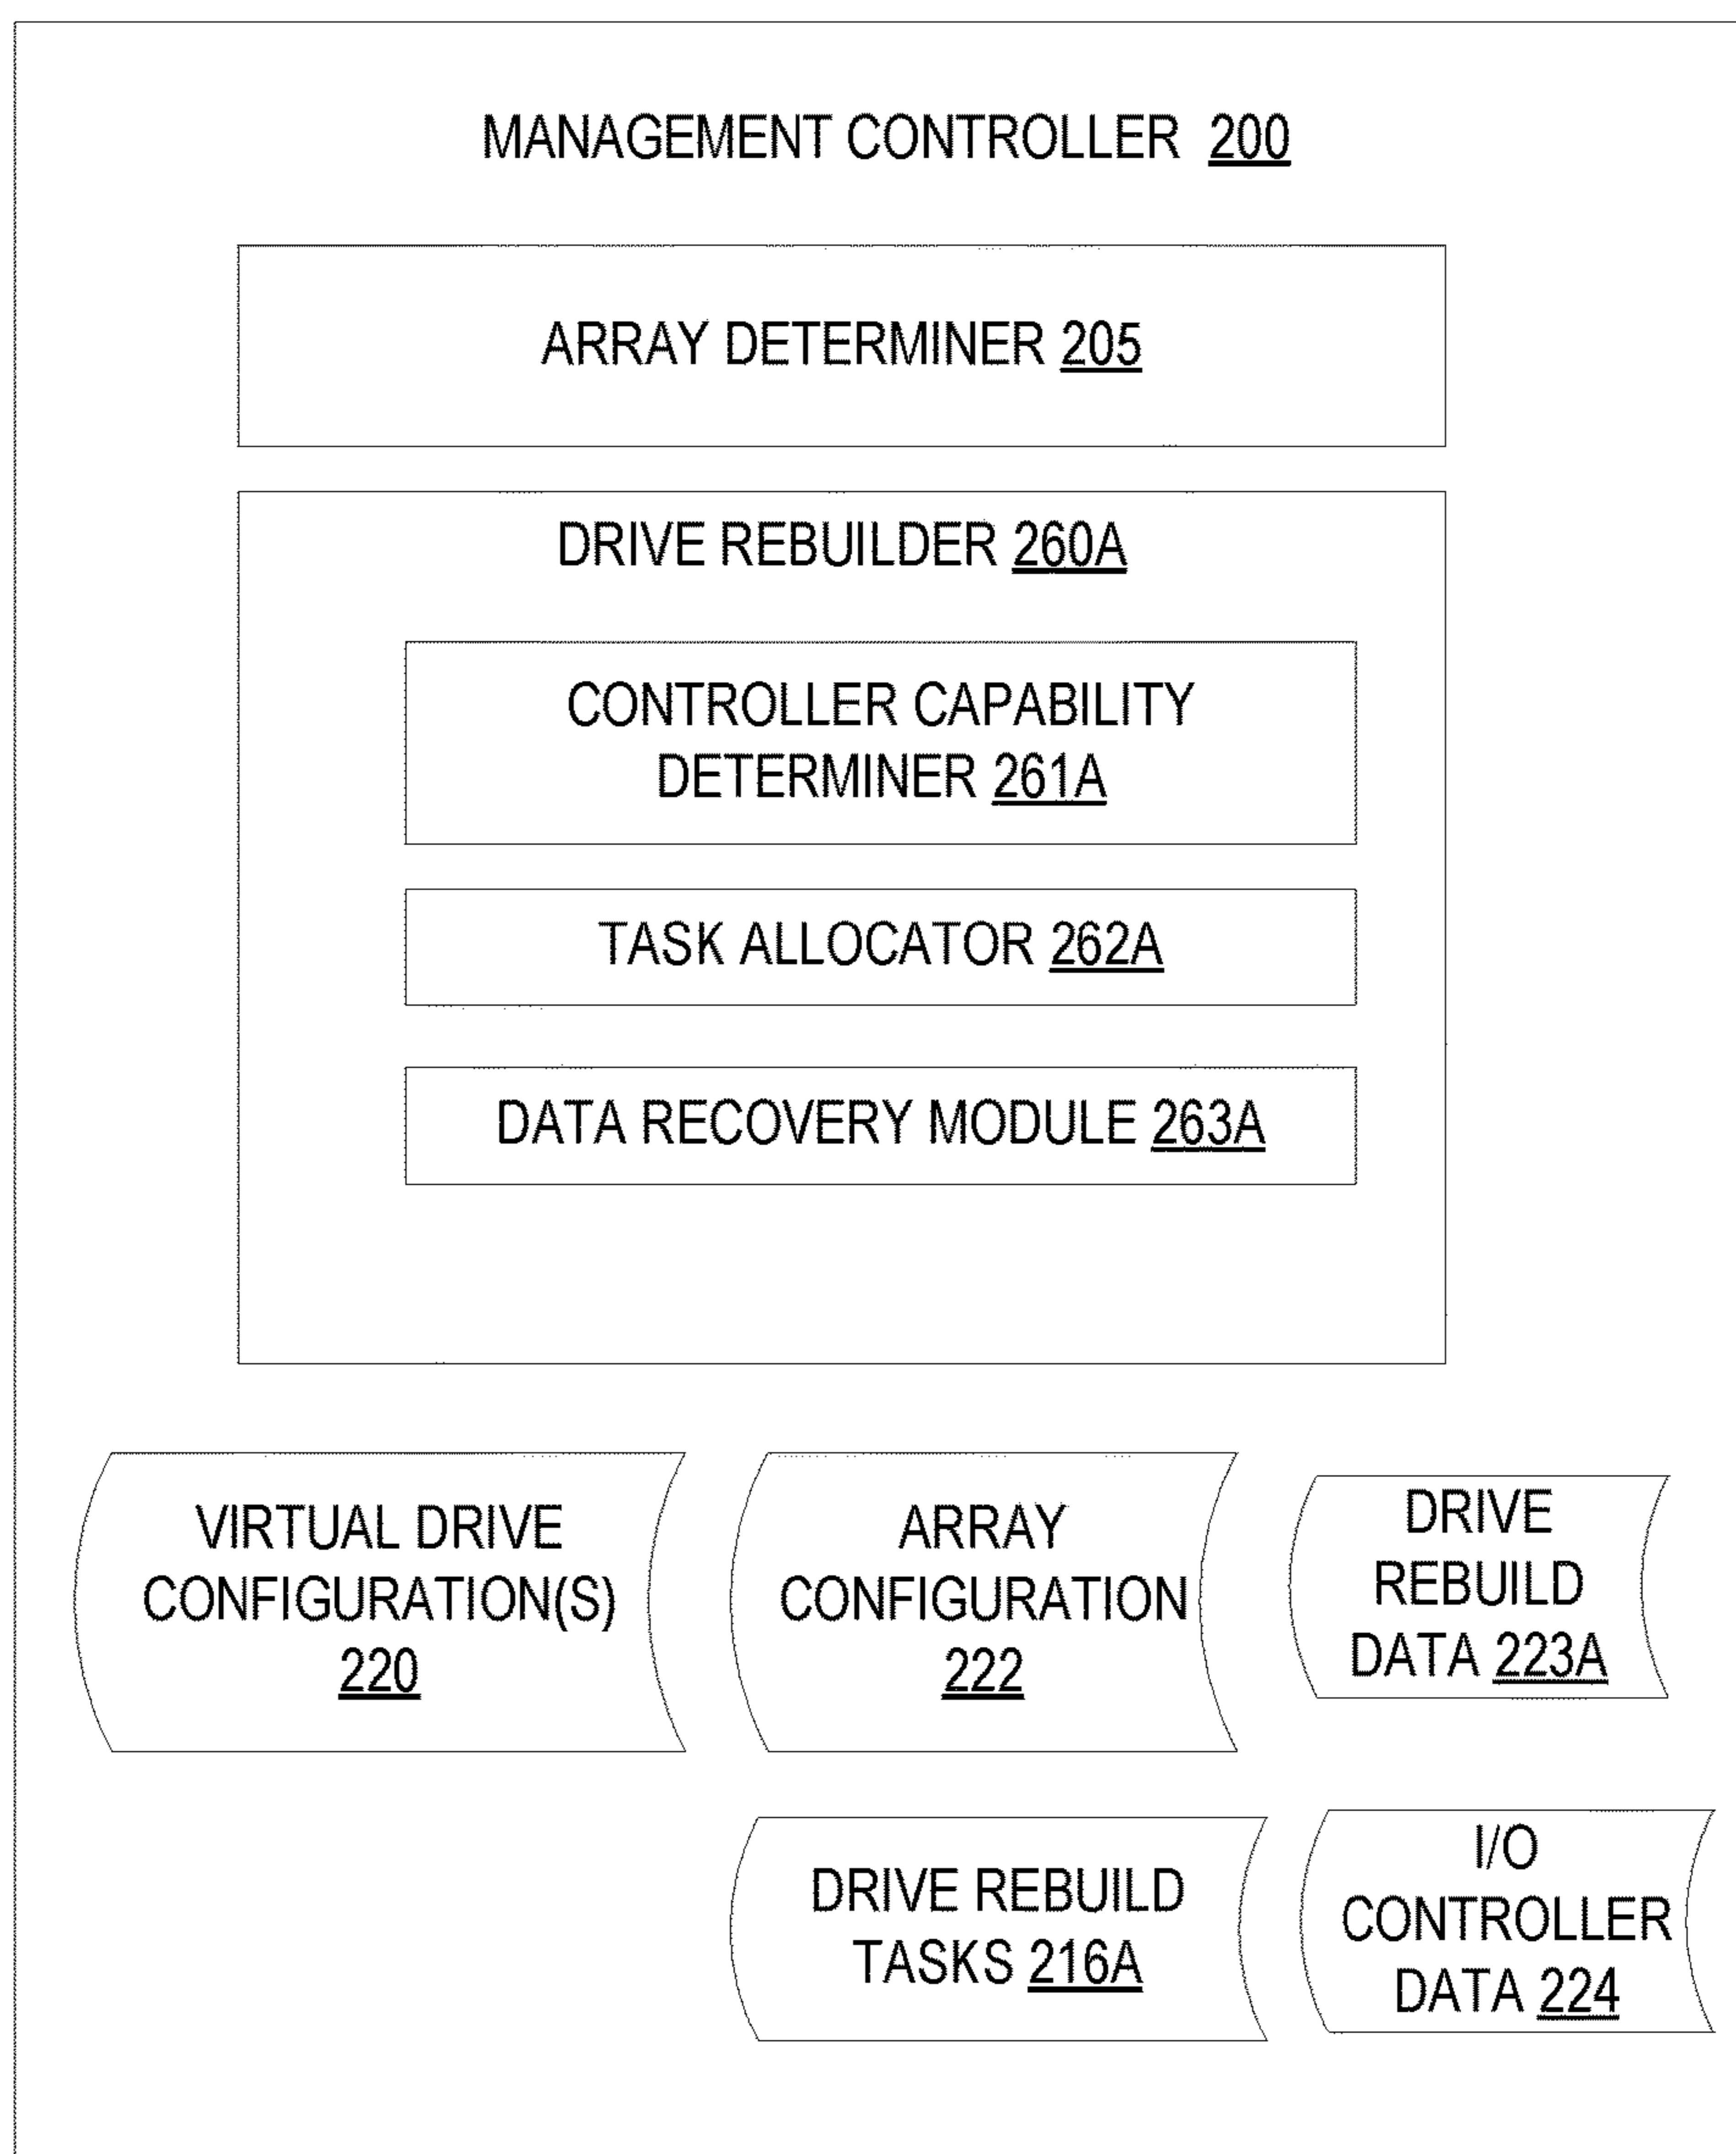 MANAGEMENT CONTROLLER 200
ARRAY DETERMINER 205
DRIVE REBUILDER 260A
CONTROLLER CAPABILITY
DETERMINER 261A
TASK ALLOCATOR 262A
DATA RECOVERY MODULE 263A
VIRTUAL DRIVE
CONFIGURATION(S)
220
ARRAY
CONFIGURATION
222
DRIVE
REBUILD
DATA 223A
DRIVE REBUILD
TASKS 216A
I/O
CONTROLLER
DATA 224